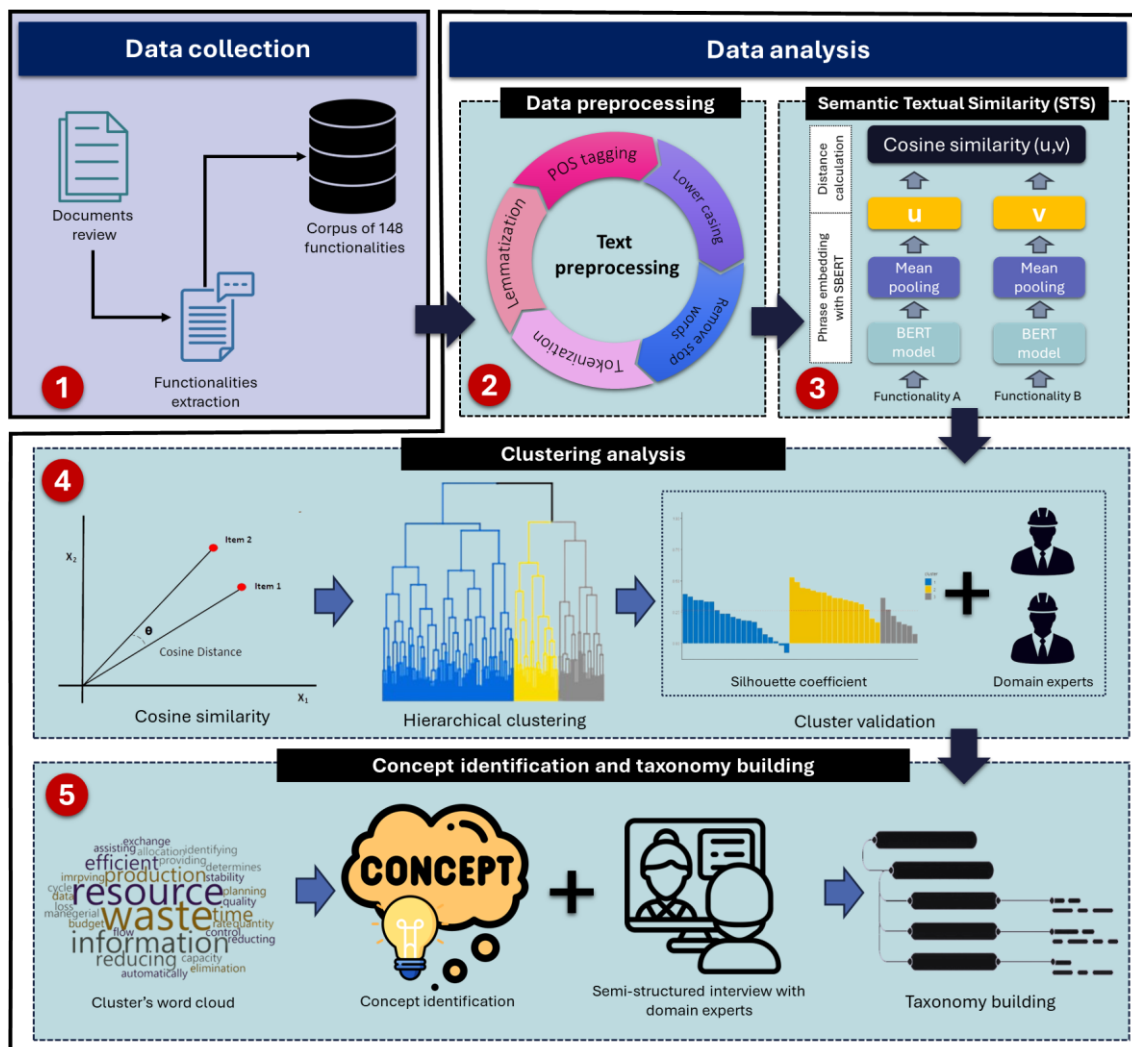 Data collection
Documents
review
Corpus of 148
functionalities
Functionalities
extraction
1
Data analysis
Data preprocessing
POS tagging
Lower casing
Remove stop
words
Tokenization
Lemmatization
Text
preprocessing
2
Semantic Textual Similarity (STS)
Distance
calculation
Phrase embedding
with SBERT
Cosine similarity (u,v)
u
v
Mean
pooling
Mean
pooling
BERT
model
BERT
model
Functionality A
Functionality B
3
Clustering analysis
4
X2
Item 2
Item 1
θ
Cosine Distance
X1
Cosine similarity
Hierarchical clustering
Silhouette coefficient
Domain experts
Cluster validation
Concept identification and taxonomy building
5
exchange
assisting
allocation
identifying
efficient
providing
determines
imrpving
production
stability
cycle
resource
planning
data
quality
loss
waste
manegerial
time
budget
flow
control
rate
quantity
information
reducting
reducing
capacity
automatically
elimination
Cluster's word cloud
CONCEPT
Concept identification
Semi-structured interview with
domain experts
Taxonomy building